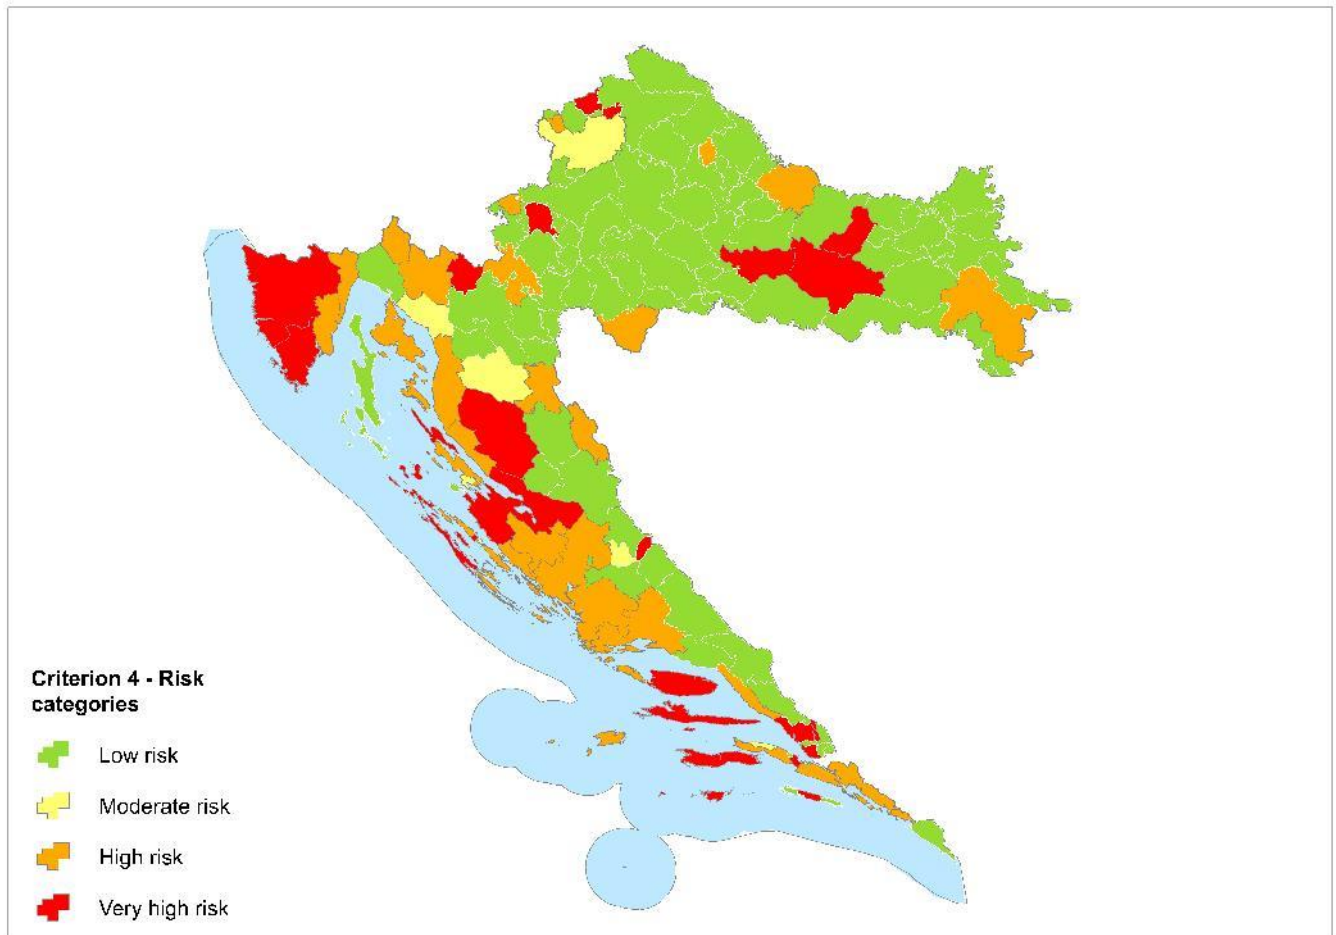 Criterion 4 - Risk
categories
Low risk
Moderate risk
High risk
Very high risk